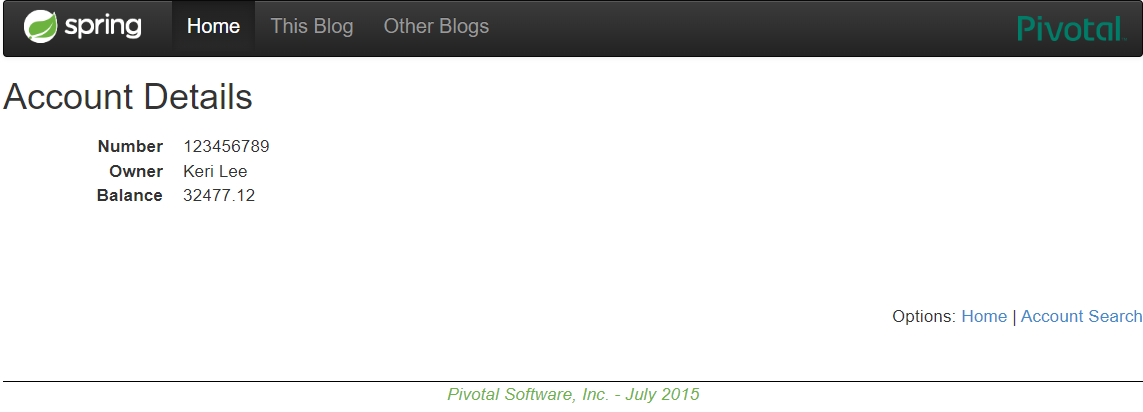 spring Home This Blog Other Blogs Pivotal™
Account Details
Number 123456789
Owner Keri Lee
Balance 32477.12
Options: Home | Account Search
Pivotal Software, Inc. - July 2015